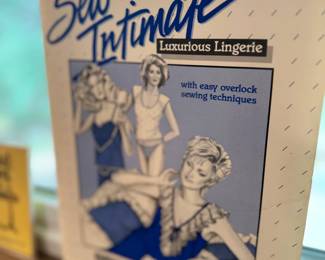 Sew
Intimate
Luxurious Lingerie
with easy overlock
sewing techniques